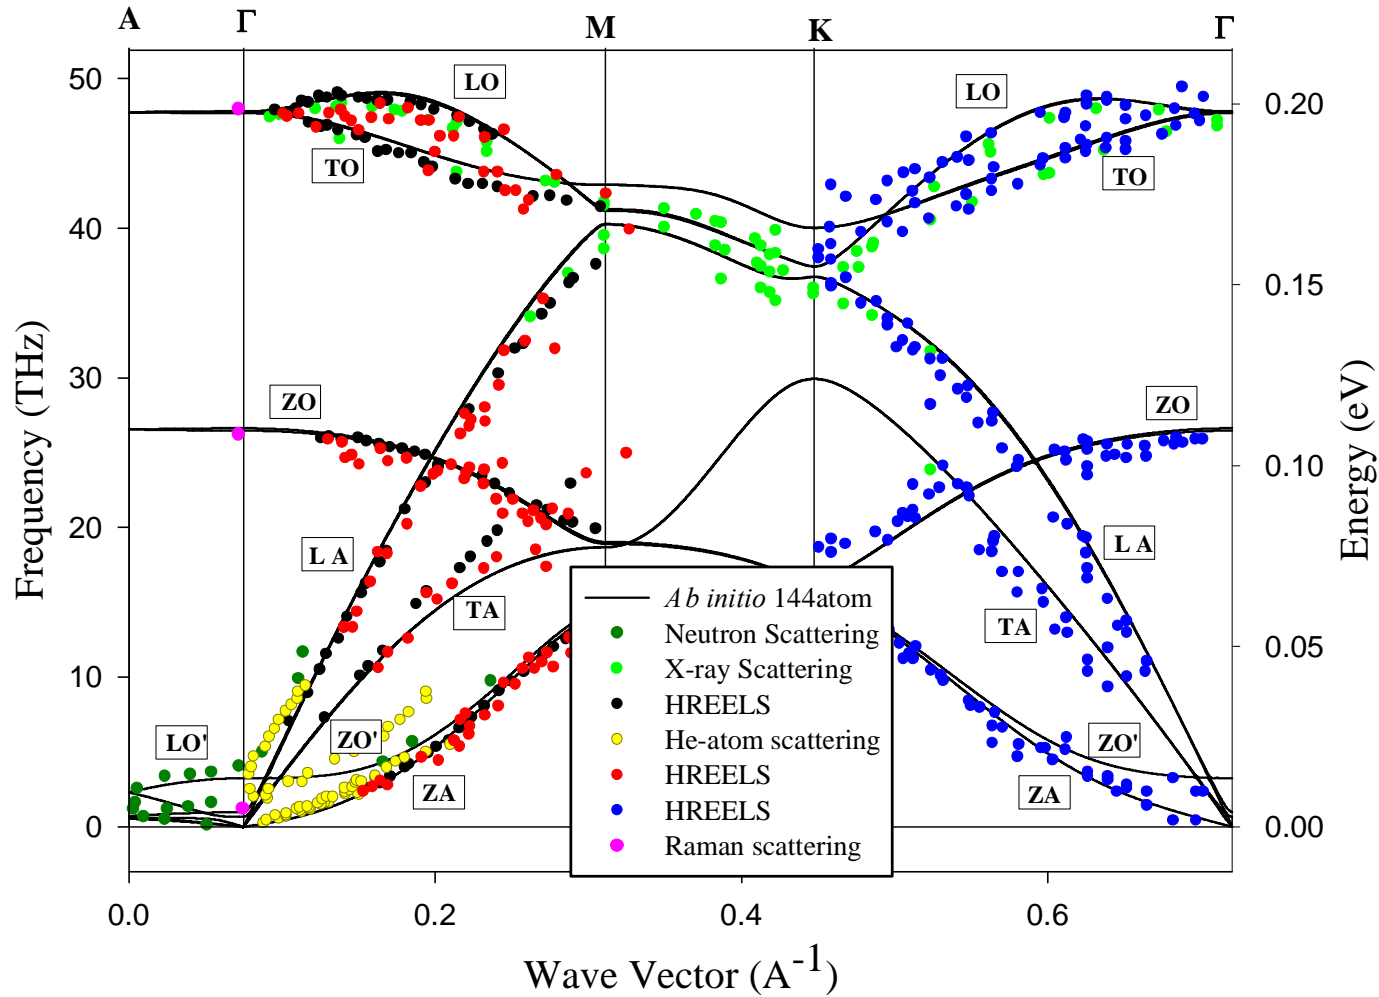 A Γ M K Γ
50
40
30
20
10
0
Frequency (THz)
0.20
0.15
0.10
0.05
0.00
Energy (eV)
LO
TO
ZO
L A
TA
LO'
ZO'
ZA
LO
TO
ZO
L A
TA
ZO'
ZA
Ab initio 144atom
Neutron Scattering
X-ray Scattering
HREELS
He-atom scattering
HREELS
HREELS
Raman scattering
0.0 0.2 0.4 0.6
Wave Vector (A-1)